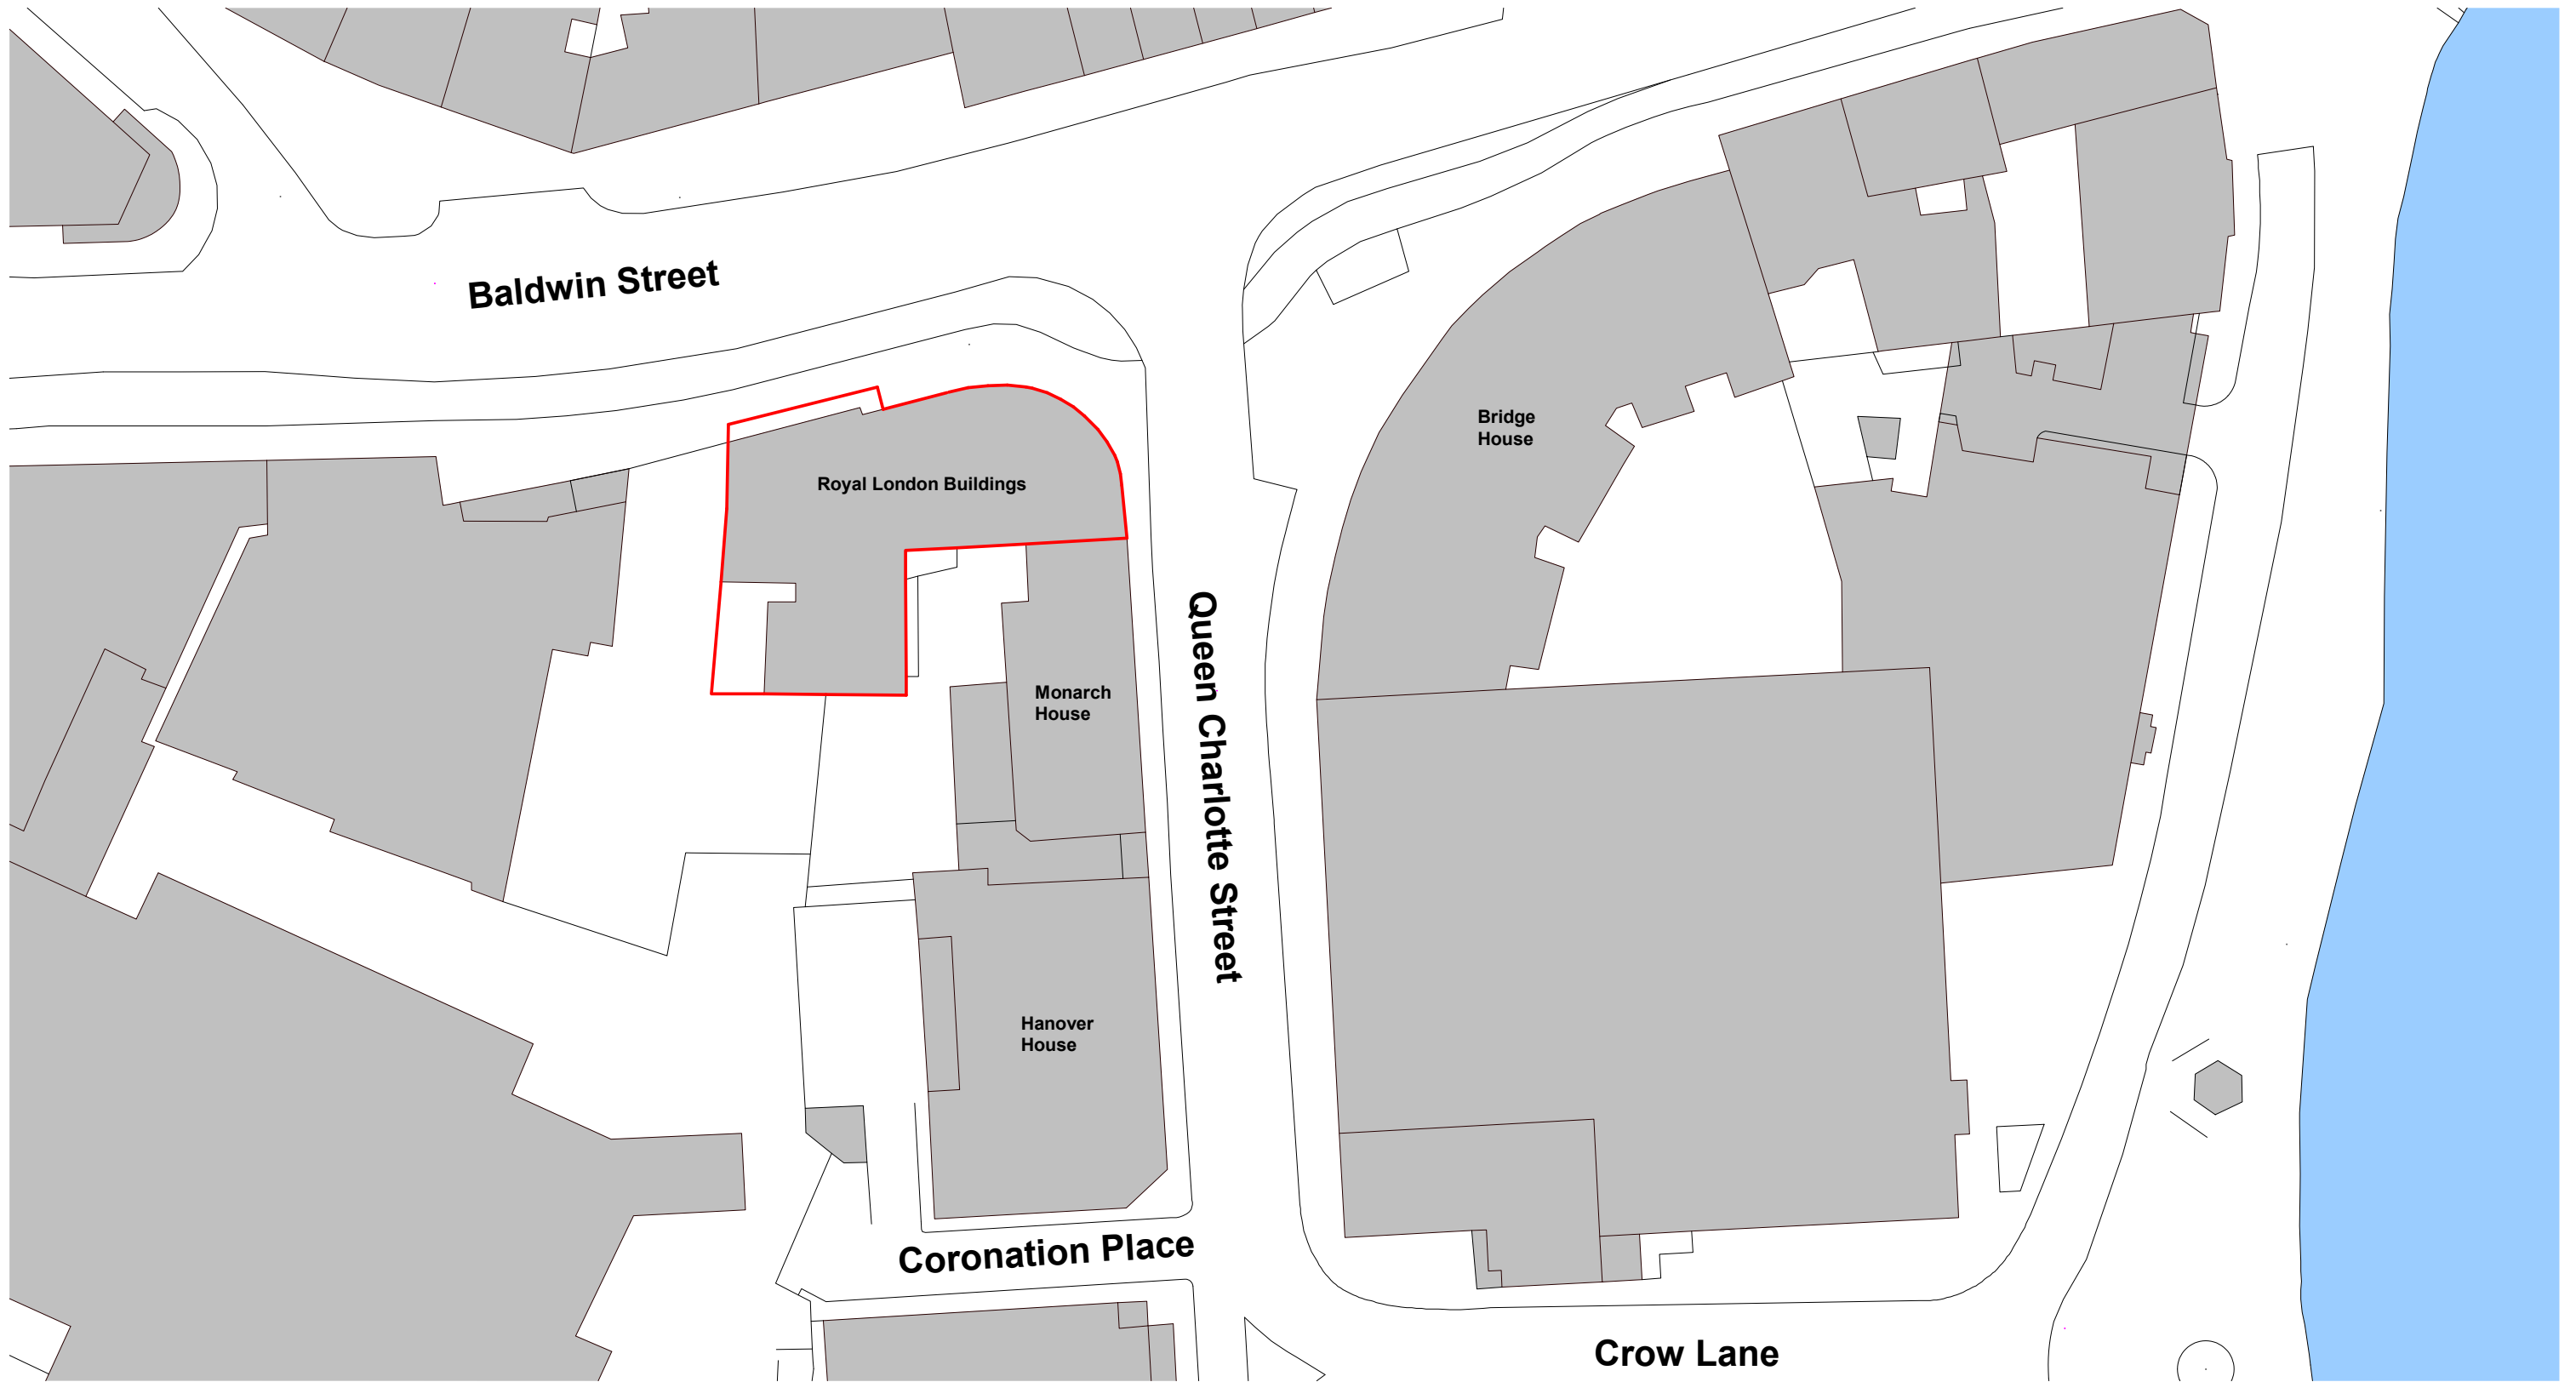 Baldwin Street
Bridge
House
Royal London Buildings
Queen Charlotte Street
Monarch
House
Hanover
House
Coronation Place
Crow Lane